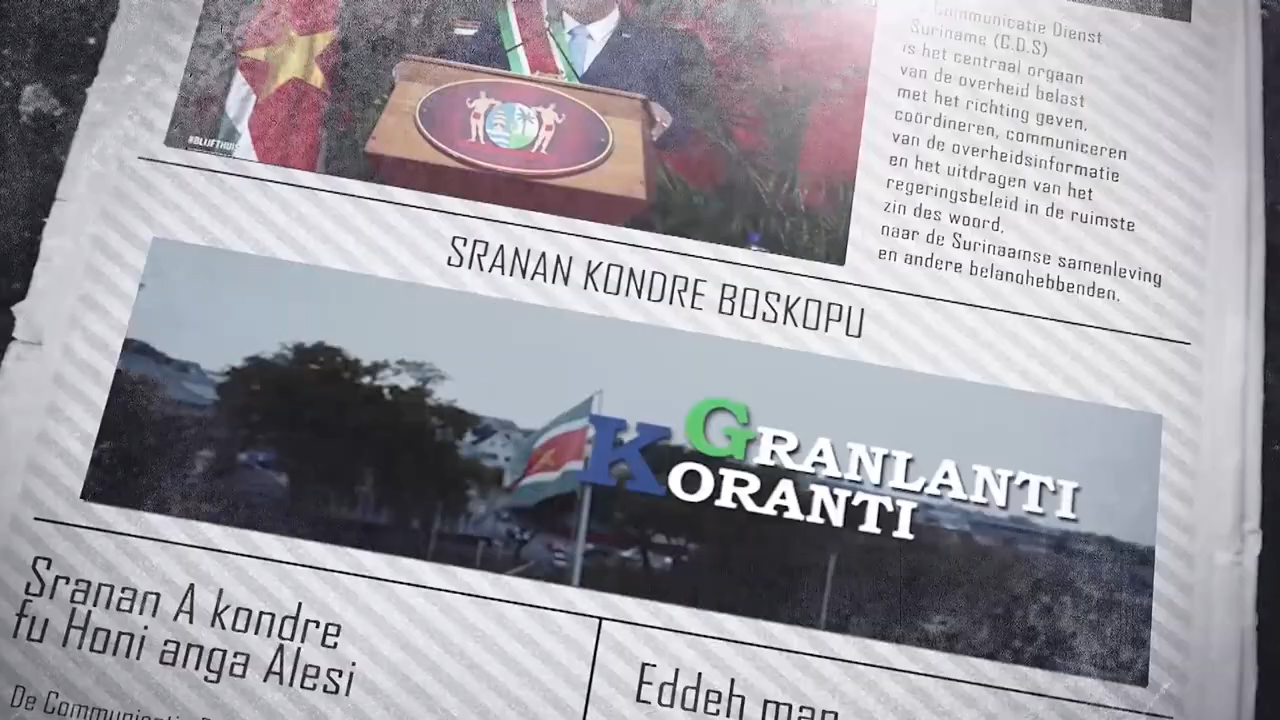 #BLIJFTHUIS
Communicatie Dienst
Suriname (C.D.S)
is het centraal orgaan
van de overheid belast
met het richting geven,
coördineren, communiceren
van de overheidsinformatie
en het uitdragen van het
regeringsbeleid in de ruimste
zin des woord,
naar de Surinaamse samenleving
en andere belanghebbenden.
SRANAN KONDRE BOSKOPU
GRANLANTI
KORANTI
Sranan A kondre
fu Honi anga Alesi
De
Eddeh man